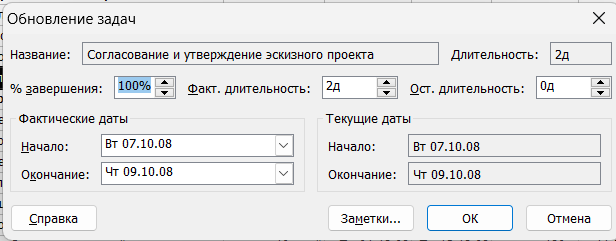 Обновление задач
Название: Согласование и утверждение эскизного проекта Длительность: 2д
% завершения: 100% Факт. длительность: 2д Ост. длительность: 0д
Фактические даты Текущие даты
Начало: Вт 07.10.08 Начало: Вт 07.10.08
Окончание: Чт 09.10.08 Окончание: Чт 09.10.08
Справка Заметки... ОК Отмена